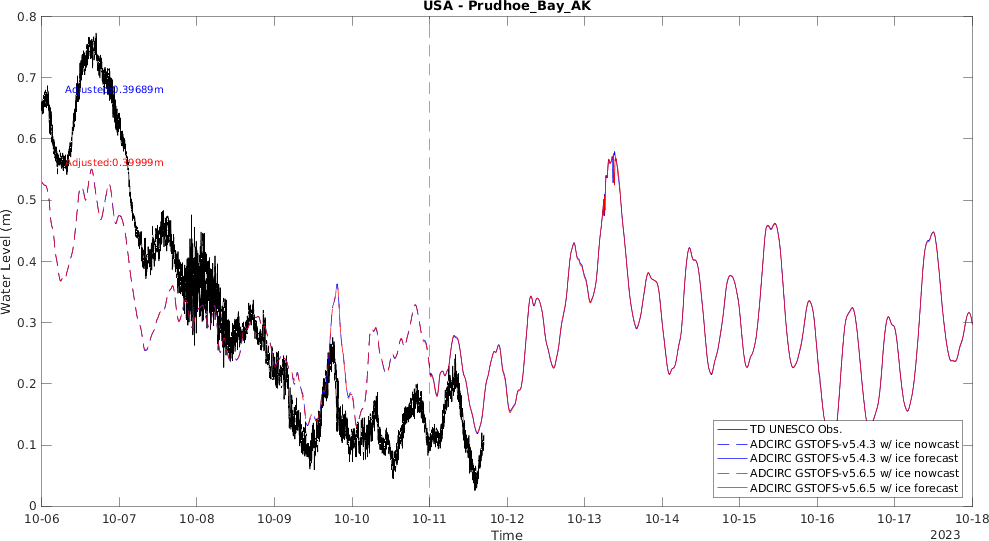 USA - Prudhoe_Bay_AK
0.8
0.7
0.6
0.5
0.4
0.3
0.2
0.1
0
Water Level (m)
Adjusted:0.39689m
Adjusted:0.39999m
TD UNESCO Obs.
ADCIRC GSTOFS-v5.4.3 w/ ice nowcast
ADCIRC GSTOFS-v5.4.3 w/ ice forecast
ADCIRC GSTOFS-v5.6.5 w/ ice nowcast
ADCIRC GSTOFS-v5.6.5 w/ ice forecast
10-06 10-07 10-08 10-09 10-10 10-11 10-12 10-13 10-14 10-15 10-16 10-17 10-18
Time
2023